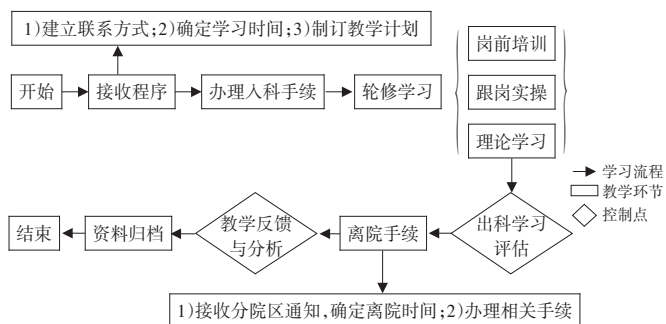 1)建立联系方式;2)确定学习时间;3)制订教学计划
开始
接收程序
办理入科手续
轮修学习
岗前培训
跟岗实操
理论学习
学习流程
教学环节
控制点
结束
资料归档
教学反馈
与分析
离院手续
出科学习
评估
1)接收分院区通知,确定离院时间;2)办理相关手续